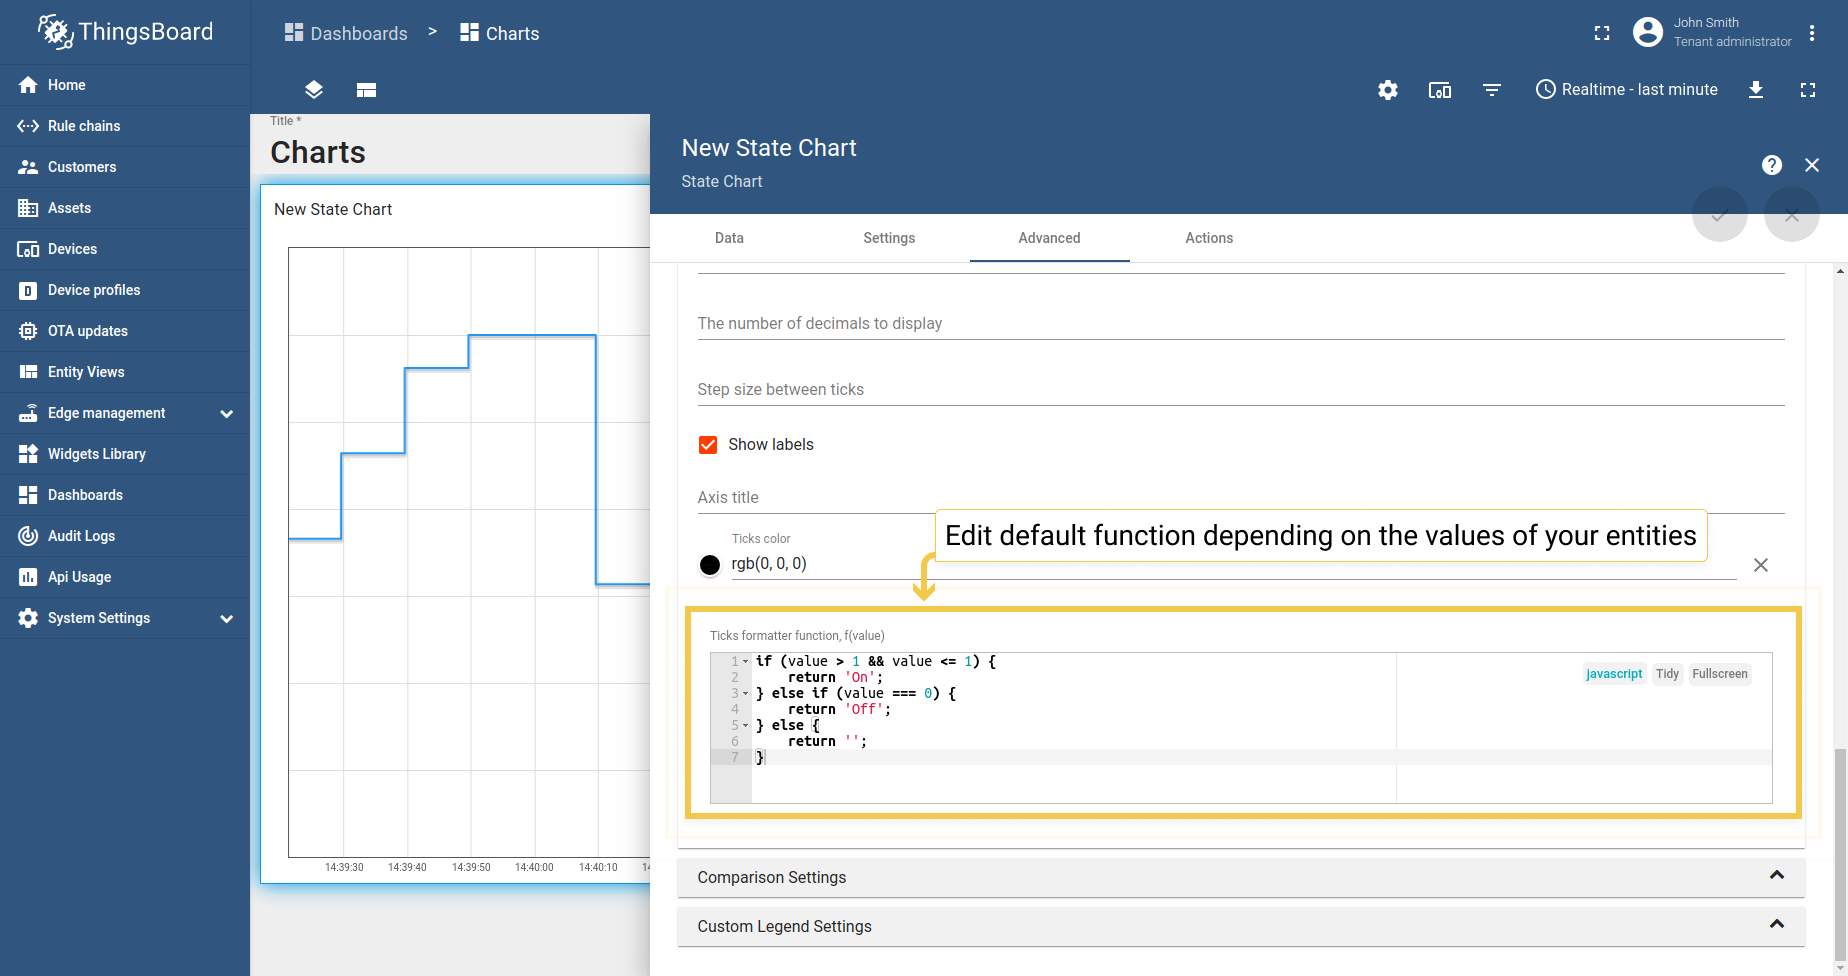 ThingsBoard
Dashboards > Charts
John Smith
Tenant administrator
Realtime - last minute
Home
Rule chains
Customers
Assets
Devices
Device profiles
OTA updates
Entity Views
Edge management
Widgets Library
Dashboards
Audit Logs
Api Usage
System Settings
Title *
Charts
New State Chart
14:39:30 14:39:40 14:39:50 14:40:00 14:40:10 14
New State Chart
State Chart
Data Settings Advanced Actions
The number of decimals to display
Step size between ticks
Show labels
Axis title
Edit default function depending on the values of your entities
Ticks color
rgb(0, 0, 0)
Ticks formatter function, f(value)
javascript Tidy Fullscreen
1 if (value > 1 && value <= 1) {
2 return 'On';
3 } else if (value === 0) {
4 return 'Off';
5 } else {
6 return '';
7 }
Comparison Settings
Custom Legend Settings